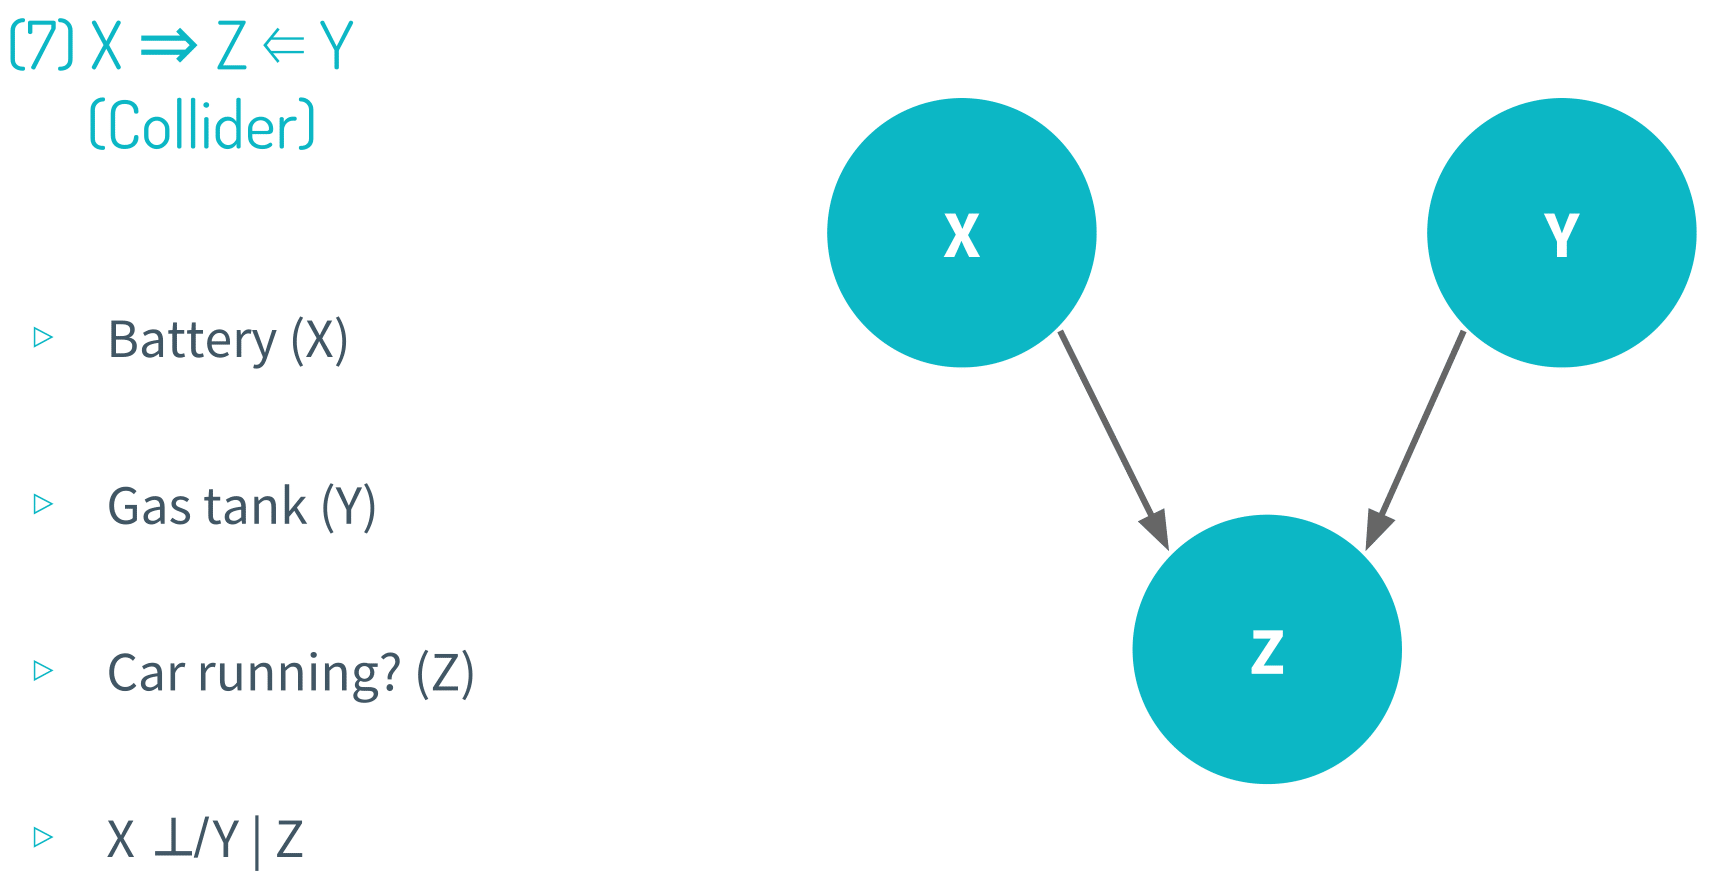 (7) X ⇒ Z ⇐ Y
(Collider)
▹ Battery (X)
▹ Gas tank (Y)
▹ Car running? (Z)
▹ X ⊥/Y | Z
X
Y
Z